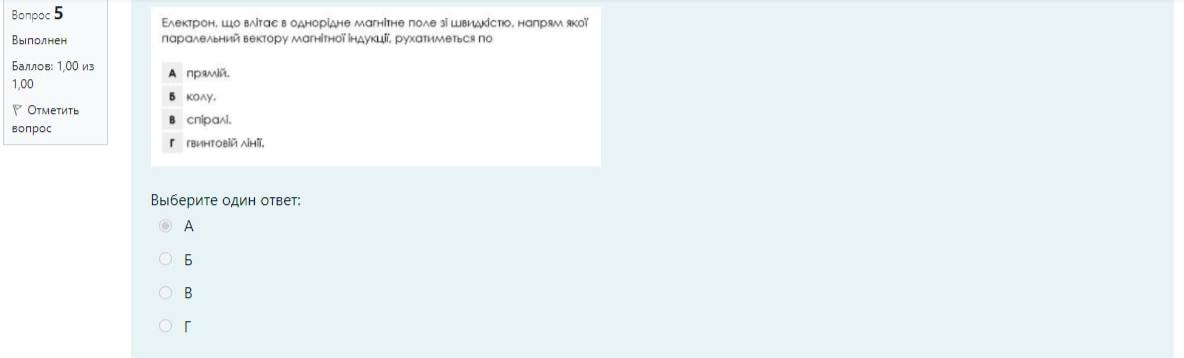 Вопрос 5
Выполнен
Баллов: 1,00 из
1,00
Отметить
вопрос
Електрон, що влітає в однорідне магнітне поле зі швидкістю, напрям якої
паралельний вектору магнітної індукції, рухатиметься по
А прямій.
Б колу.
В спіралі.
Г гвинтовій лінії.
Выберите один ответ:
А
Б
В
Г